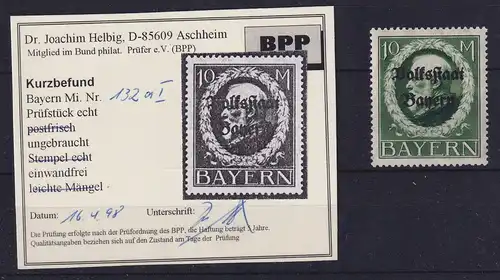 Dr. Joachim Helbig, D-85609 Aschheim
Mitglied im Bund philat. Prüfer e.V. (BPP)
BPP
Kurzbefund
Bayern Mi. Nr. 132 a I
Prüfstück echt
postfrisch
ungebraucht
Stempel echt
einwandfrei
leichte Mängel
Datum: 16.4.98 Unterschrift:
Die Prüfung erfolgte nach der Prüfordnung des BPP, die Haftung beträgt 5 Jahre.
Qualitätsangaben beziehen sich auf den Zustand am Tage der Prüfung
10 M
Volksstaat
Bayern
BAYERN
10 M
Volksstaat
Bayern
BAYERN